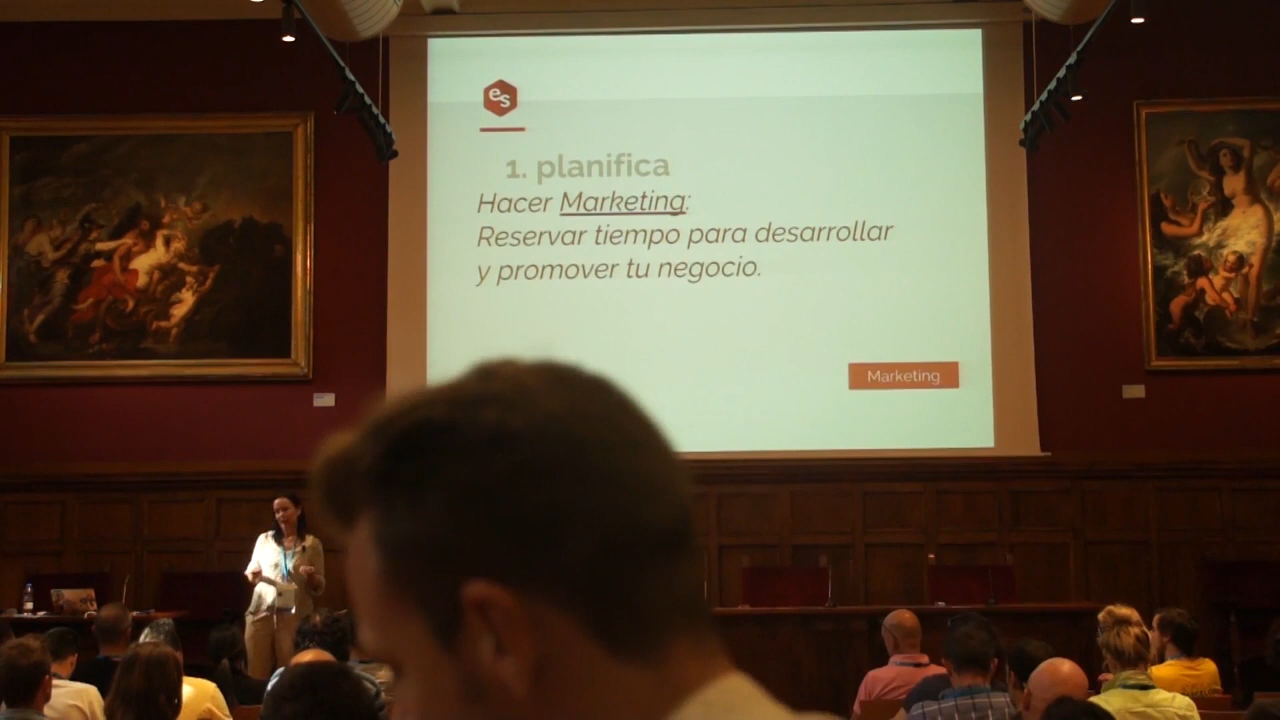 es
1. planifica
Hacer Marketing:
Reservar tiempo para desarrollar
y promover tu negocio.
Marketing